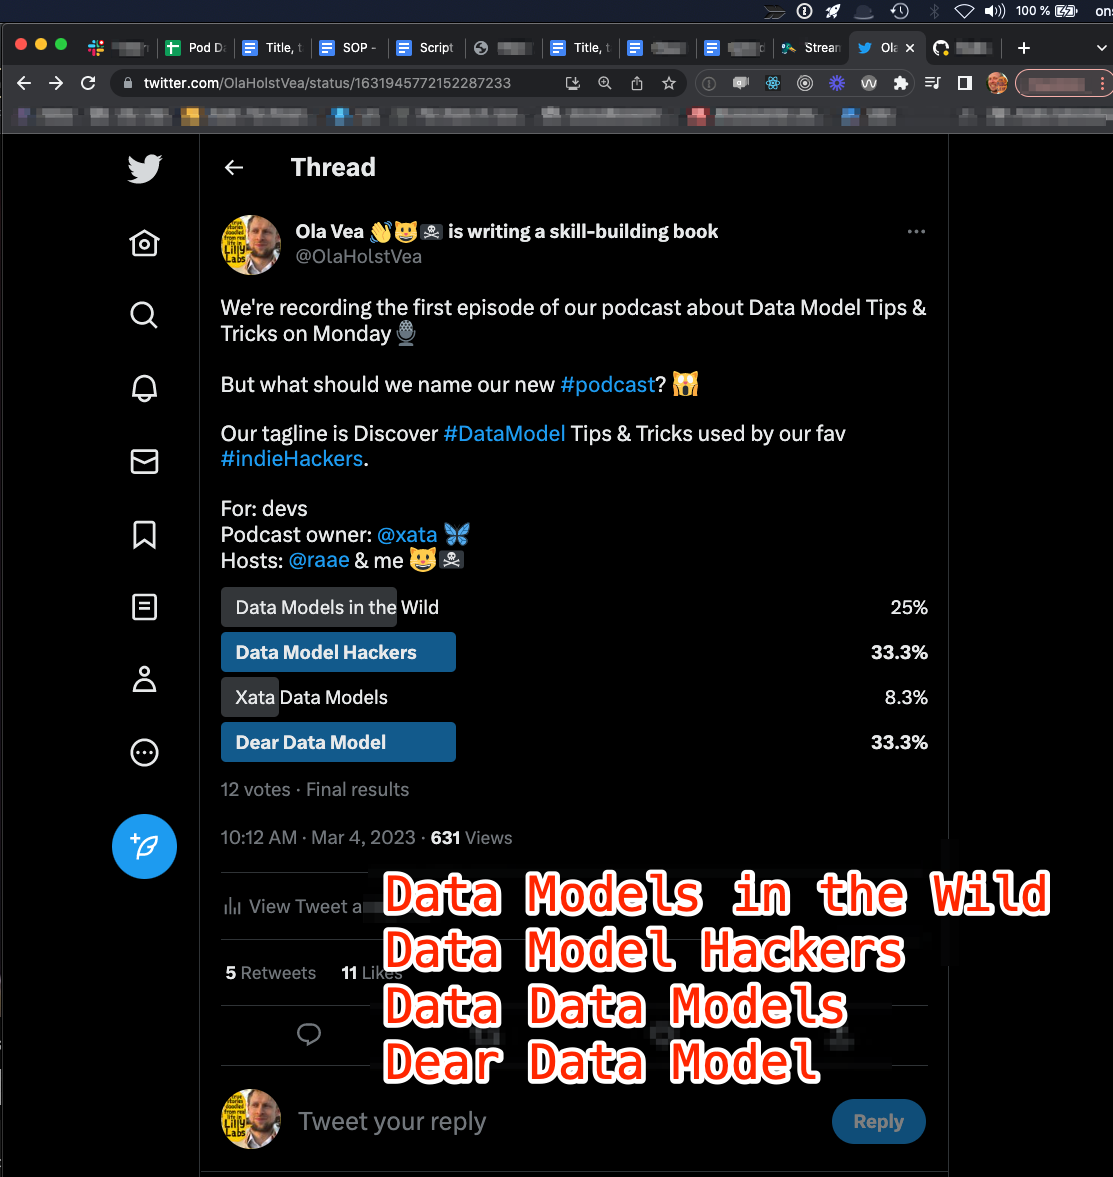 100 %
ons
Pod Da
Title, t
SOP -
Script
Title, t
Strean
Ola
twitter.com/OlaHolstVea/status/1631945772152287233
Thread
Ola Vea 👋😺☠️ is writing a skill-building book
@OlaHolstVea
We're recording the first episode of our podcast about Data Model Tips &
Tricks on Monday🎙️
But what should we name our new #podcast? 🙀
Our tagline is Discover #DataModel Tips & Tricks used by our fav
#indieHackers.
For: devs
Podcast owner: @xata 🦋
Hosts: @raae & me 😺☠️
Data Models in the Wild 25%
Data Model Hackers 33.3%
Xata Data Models 8.3%
Dear Data Model 33.3%
12 votes · Final results
10:12 AM · Mar 4, 2023 · 631 Views
View Tweet a
5 Retweets 11 Likes
Data Models in the Wild
Data Model Hackers
Data Data Models
Dear Data Model
Tweet your reply
Reply